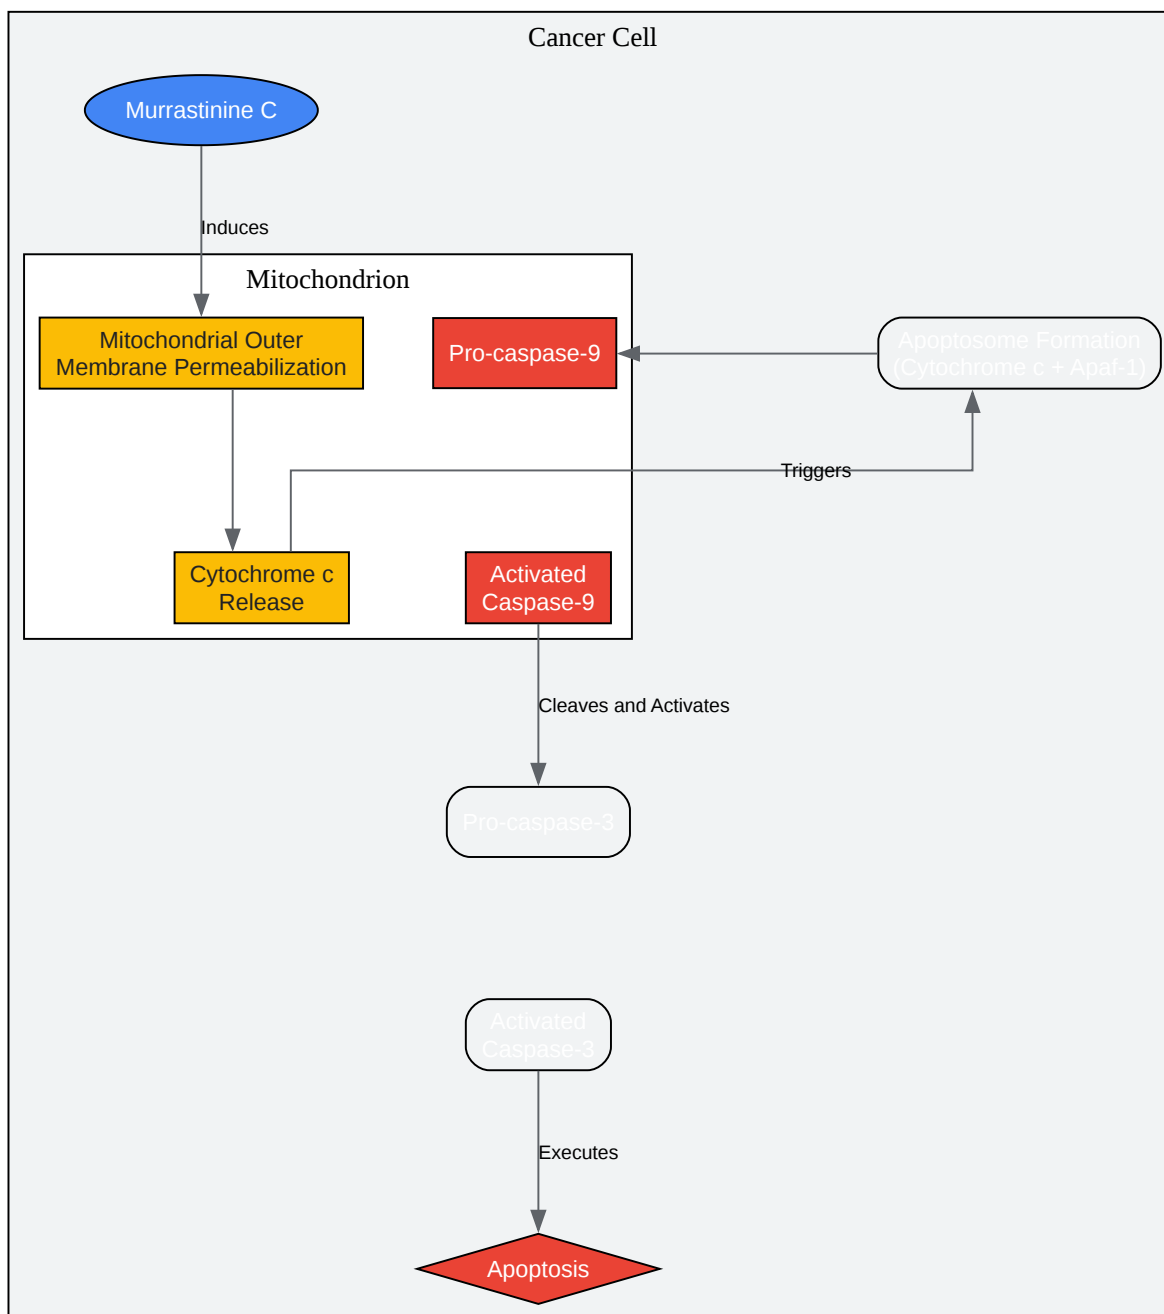 Cancer Cell
Murrastinine C
Induces
Mitochondrion
Mitochondrial Outer
Membrane Permeabilization
Pro-caspase-9
Apoptosome Formation
(Cytochrome c + Apaf-1)
Triggers
Cytochrome c
Release
Activated
Caspase-9
Cleaves and Activates
Pro-caspase-3
Activated
Caspase-3
Executes
Apoptosis